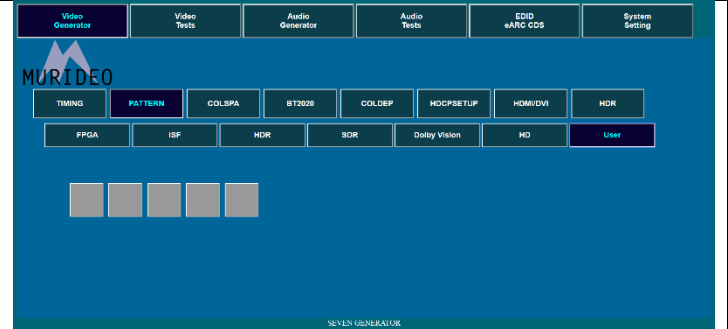 Video Video Audio Audio EDID System
Generator Tests Generator Tests eARC CDS Setting
MURIDEO
TIMING PATTERN COLSPA BT2020 COLDEP HDCPSETUP HDMI/DVI HDR
FPGA ISF HDR SDR Dolby Vision HD User
SEVEN GENERATOR